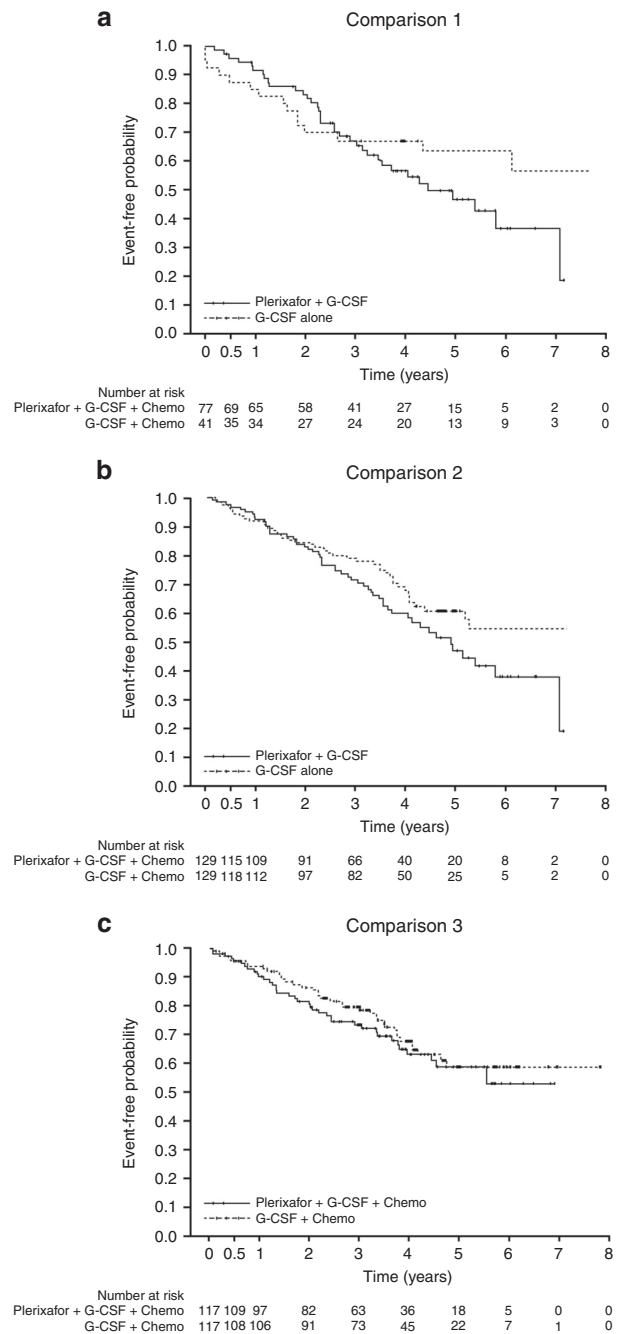 a
Comparison 1
1.0
0.9
0.8
0.7
0.6
0.5
0.4
0.3
0.2
0.1
0.0
Event-free probability
Plerixafor + G-CSF
G-CSF alone
0 0.5 1 2 3 4 5 6 7 8
Time (years)
Number at risk
Plerixafor + G-CSF + Chemo 77 69 65 58 41 27 15 5 2 0
G-CSF + Chemo 41 35 34 27 24 20 13 9 3 0
b
Comparison 2
1.0
0.9
0.8
0.7
0.6
0.5
0.4
0.3
0.2
0.1
0.0
Event-free probability
Plerixafor + G-CSF
G-CSF alone
0 0.5 1 2 3 4 5 6 7 8
Time (years)
Number at risk
Plerixafor + G-CSF + Chemo 129 115 109 91 66 40 20 8 2 0
G-CSF + Chemo 129 118 112 97 82 50 25 5 2 0
c
Comparison 3
1.0
0.9
0.8
0.7
0.6
0.5
0.4
0.3
0.2
0.1
0.0
Event-free probability
Plerixafor + G-CSF + Chemo
G-CSF + Chemo
0 0.5 1 2 3 4 5 6 7 8
Time (years)
Number at risk
Plerixafor + G-CSF + Chemo 117 109 97 82 63 36 18 5 0 0
G-CSF + Chemo 117 108 106 91 73 45 22 7 1 0